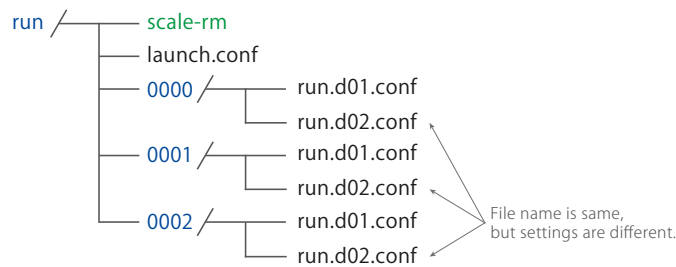 run
scale-rm
launch.conf
0000
run.d01.conf
run.d02.conf
0001
run.d01.conf
run.d02.conf
0002
run.d01.conf
run.d02.conf
File name is same,
but settings are different.